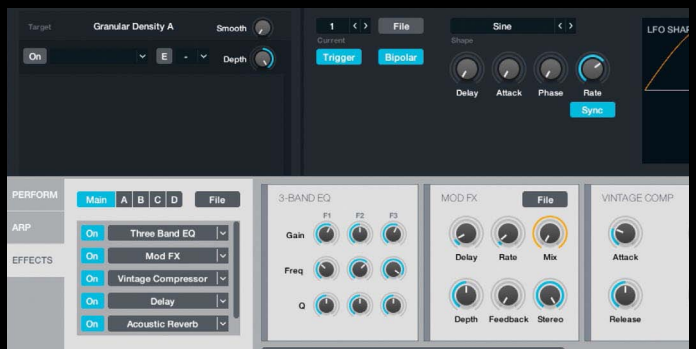 Target Granular Density A Smooth
On E - Depth
1 < > File
Current
Trigger Bipolar
Sine < >
Shape
Delay Attack Phase Rate
Sync
LFO SHAP
PERFORM
ARP
EFFECTS
Main A B C D File
On Three Band EQ
On Mod FX
On Vintage Compressor
On Delay
On Acoustic Reverb
3-BAND EQ
F1 F2 F3
Gain
Freq
Q
MOD FX File
Delay Rate Mix
Depth Feedback Stereo
VINTAGE COMP
Attack
Release